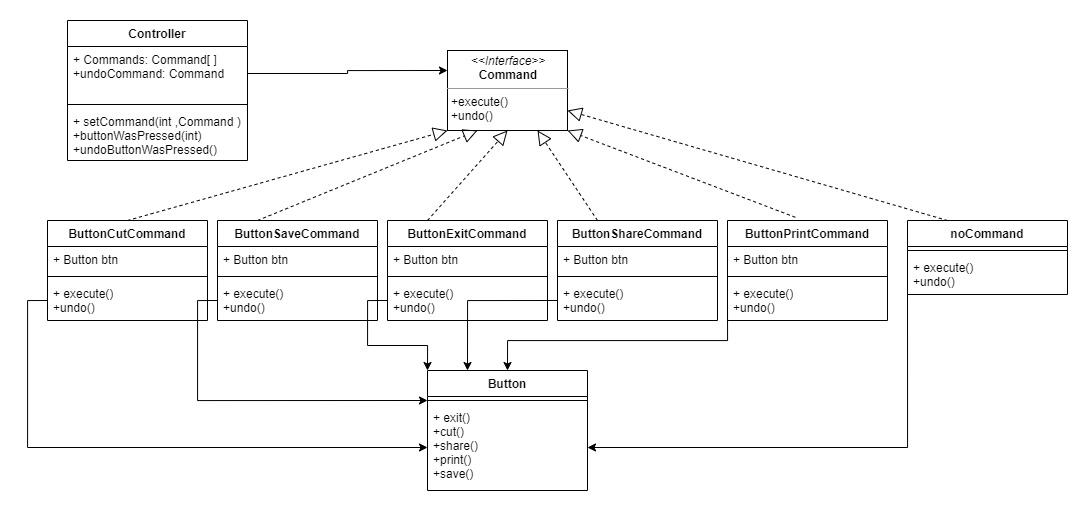 Controller
+ Commands: Command[ ]
+undoCommand: Command
+ setCommand(int ,Command )
+buttonWasPressed(int)
+undoButtonWasPressed()
<<Interface>>
Command
+execute()
+undo()
ButtonCutCommand
+ Button btn
+ execute()
+undo()
ButtonSaveCommand
+ Button btn
+ execute()
+undo()
ButtonExitCommand
+ Button btn
+ execute()
+undo()
ButtonShareCommand
+ Button btn
+ execute()
+undo()
ButtonPrintCommand
+ Button btn
+ execute()
+undo()
noCommand
+ execute()
+undo()
Button
+ exit()
+cut()
+share()
+print()
+save()